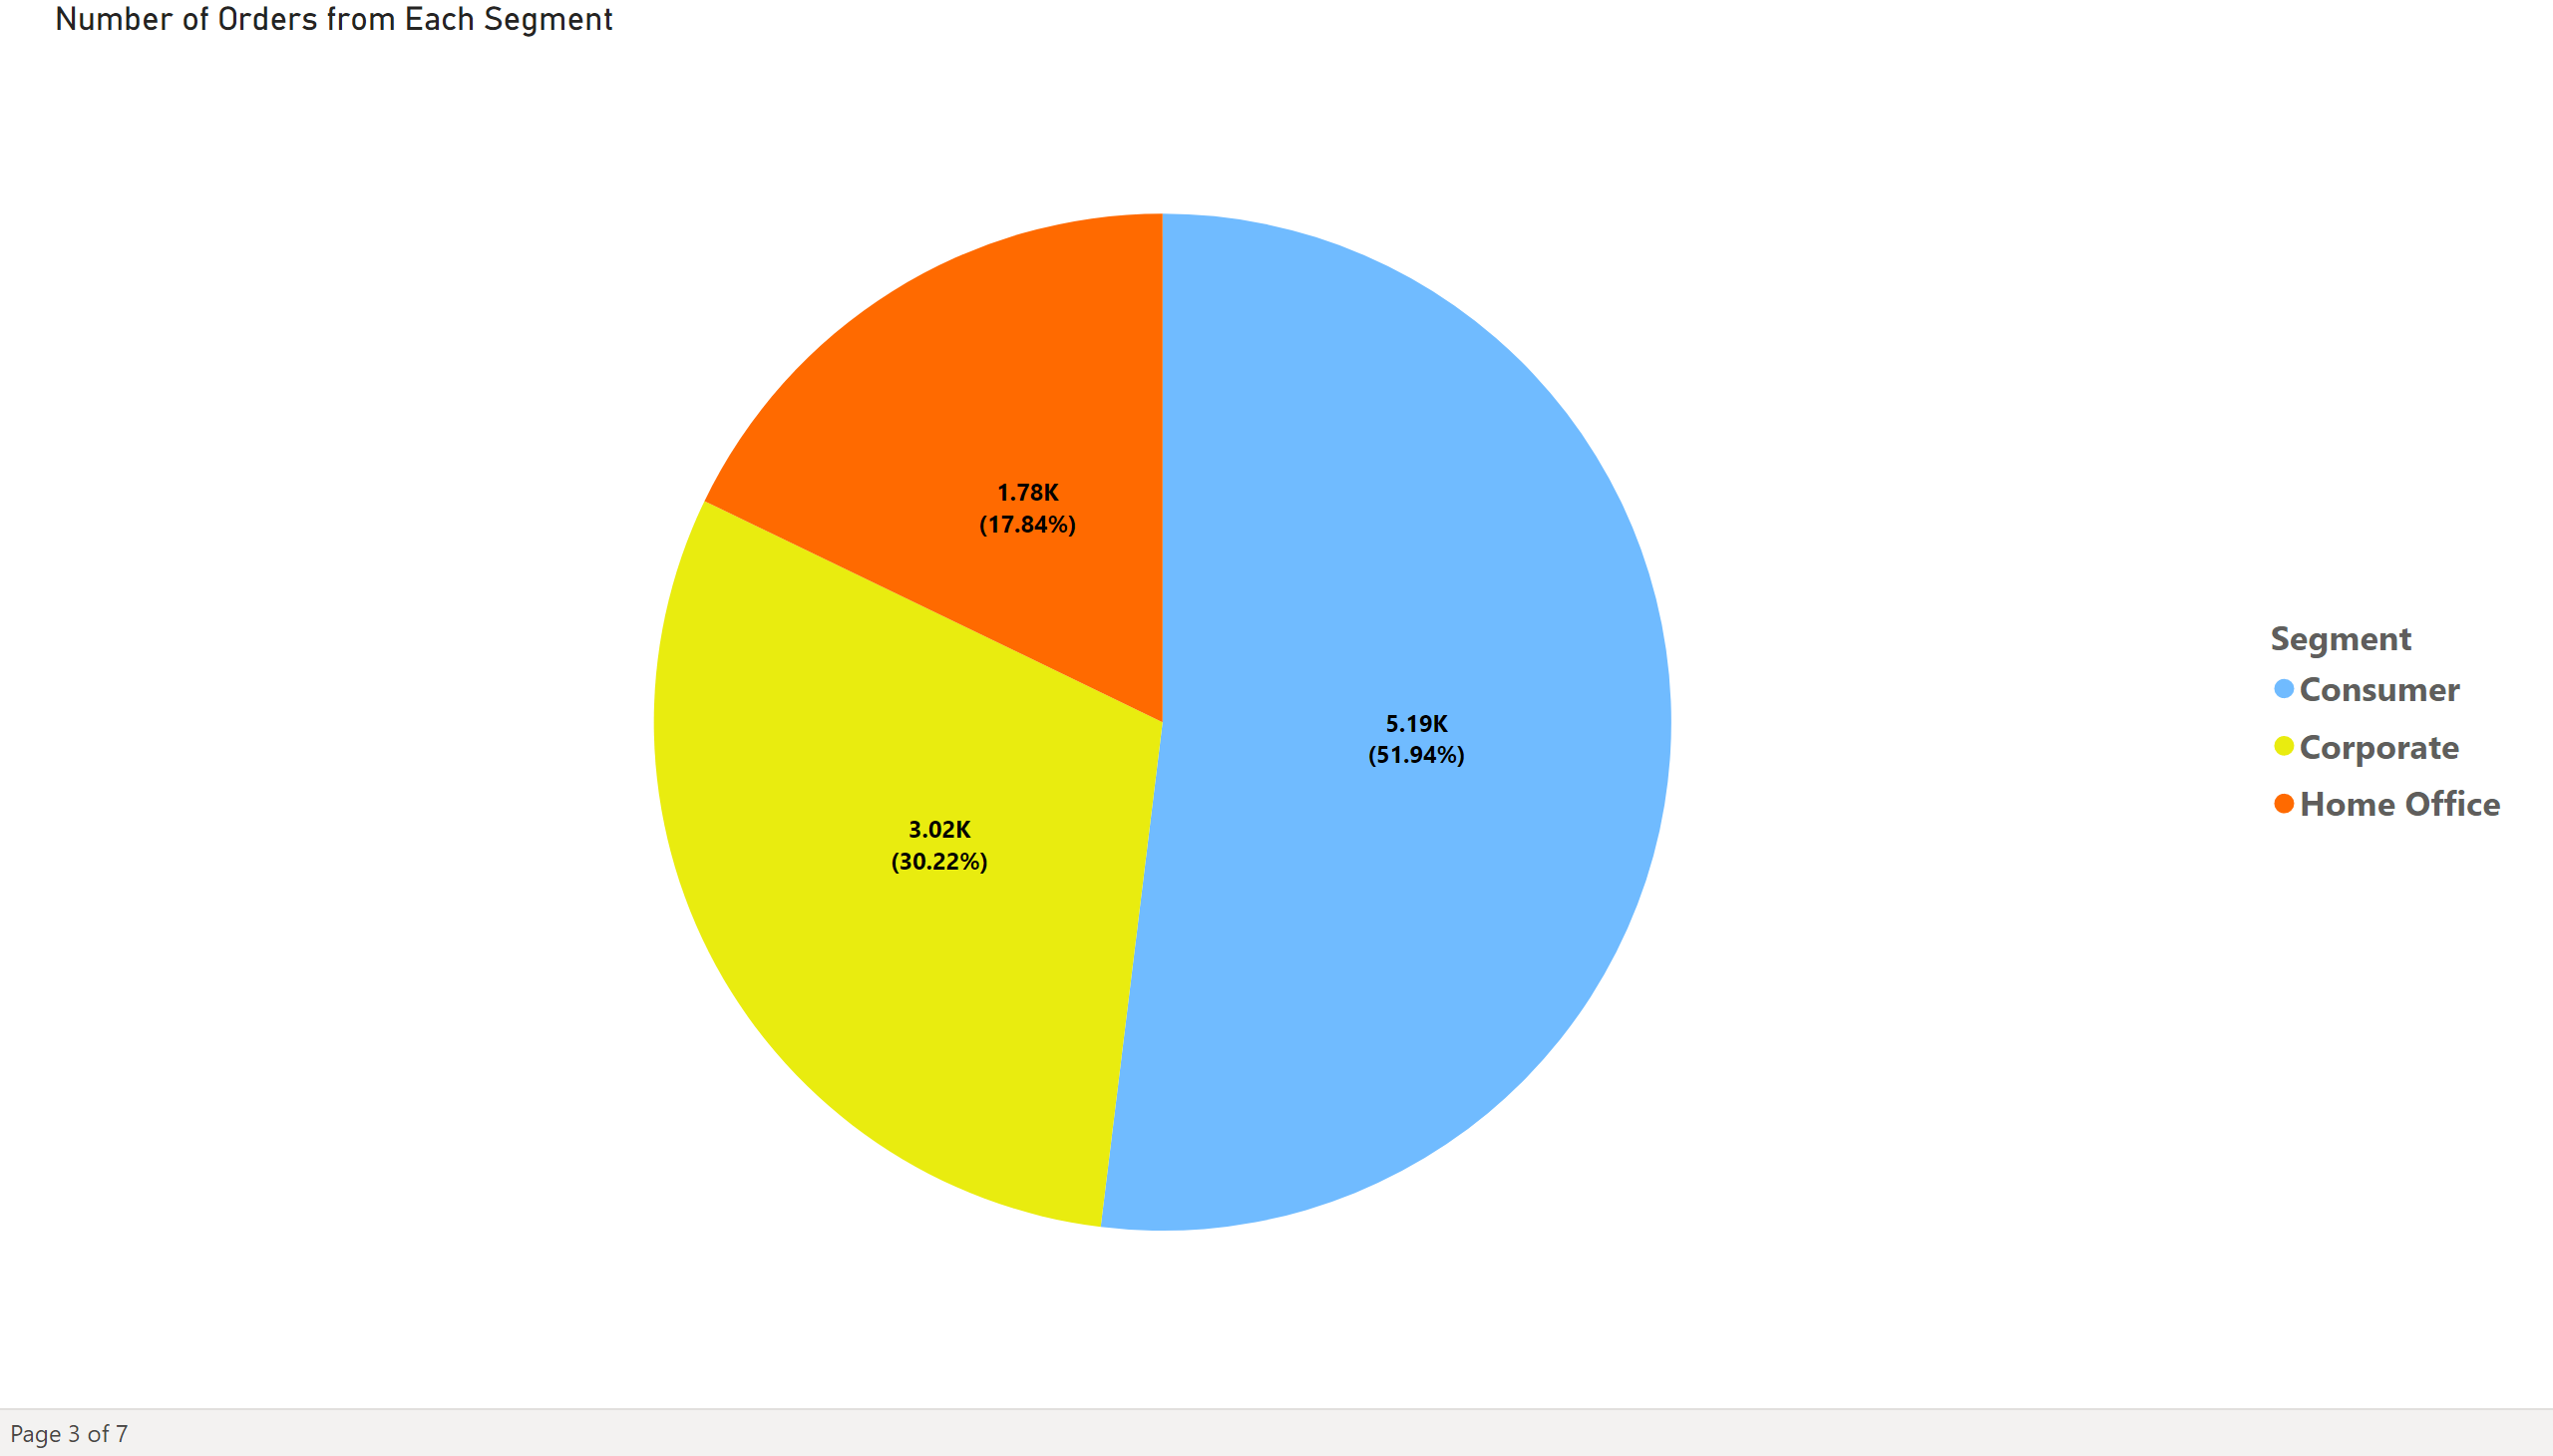 Number of Orders from Each Segment
1.78K
(17.84%)
5.19K
(51.94%)
3.02K
(30.22%)
Segment
Consumer
Corporate
Home Office
Page 3 of 7